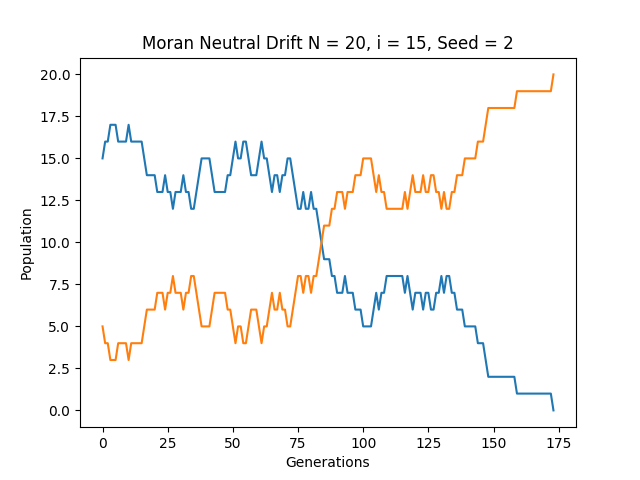 Moran Neutral Drift N = 20, i = 15, Seed = 2
20.0
17.5
15.0
12.5
10.0
7.5
5.0
2.5
0.0
Population
0 25 50 75 100 125 150 175
Generations